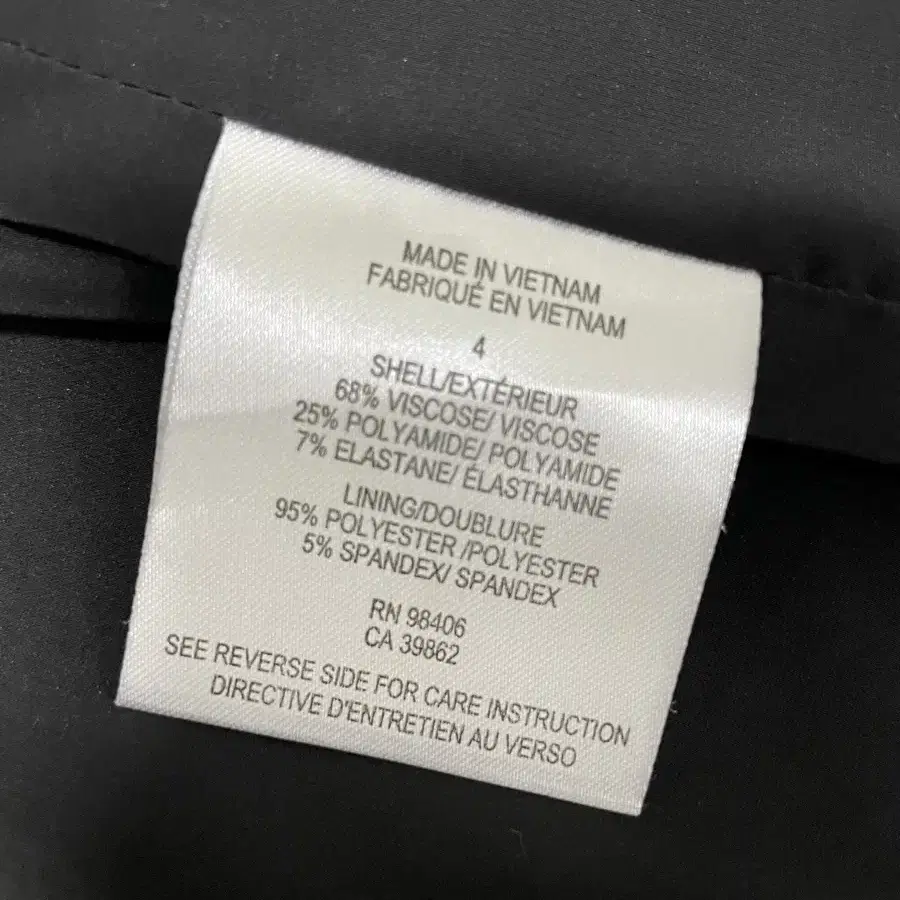 MADE IN VIETNAM
FABRIQUÉ EN VIETNAM
4
SHELL/EXTÉRIEUR
68% VISCOSE/ VISCOSE
25% POLYAMIDE/ POLYAMIDE
7% ELASTANE/ ÉLASTHANNE
LINING/DOUBLURE
95% POLYESTER /POLYESTER
5% SPANDEX/ SPANDEX
RN 98406
CA 39862
SEE REVERSE SIDE FOR CARE INSTRUCTION
DIRECTIVE D'ENTRETIEN AU VERSO